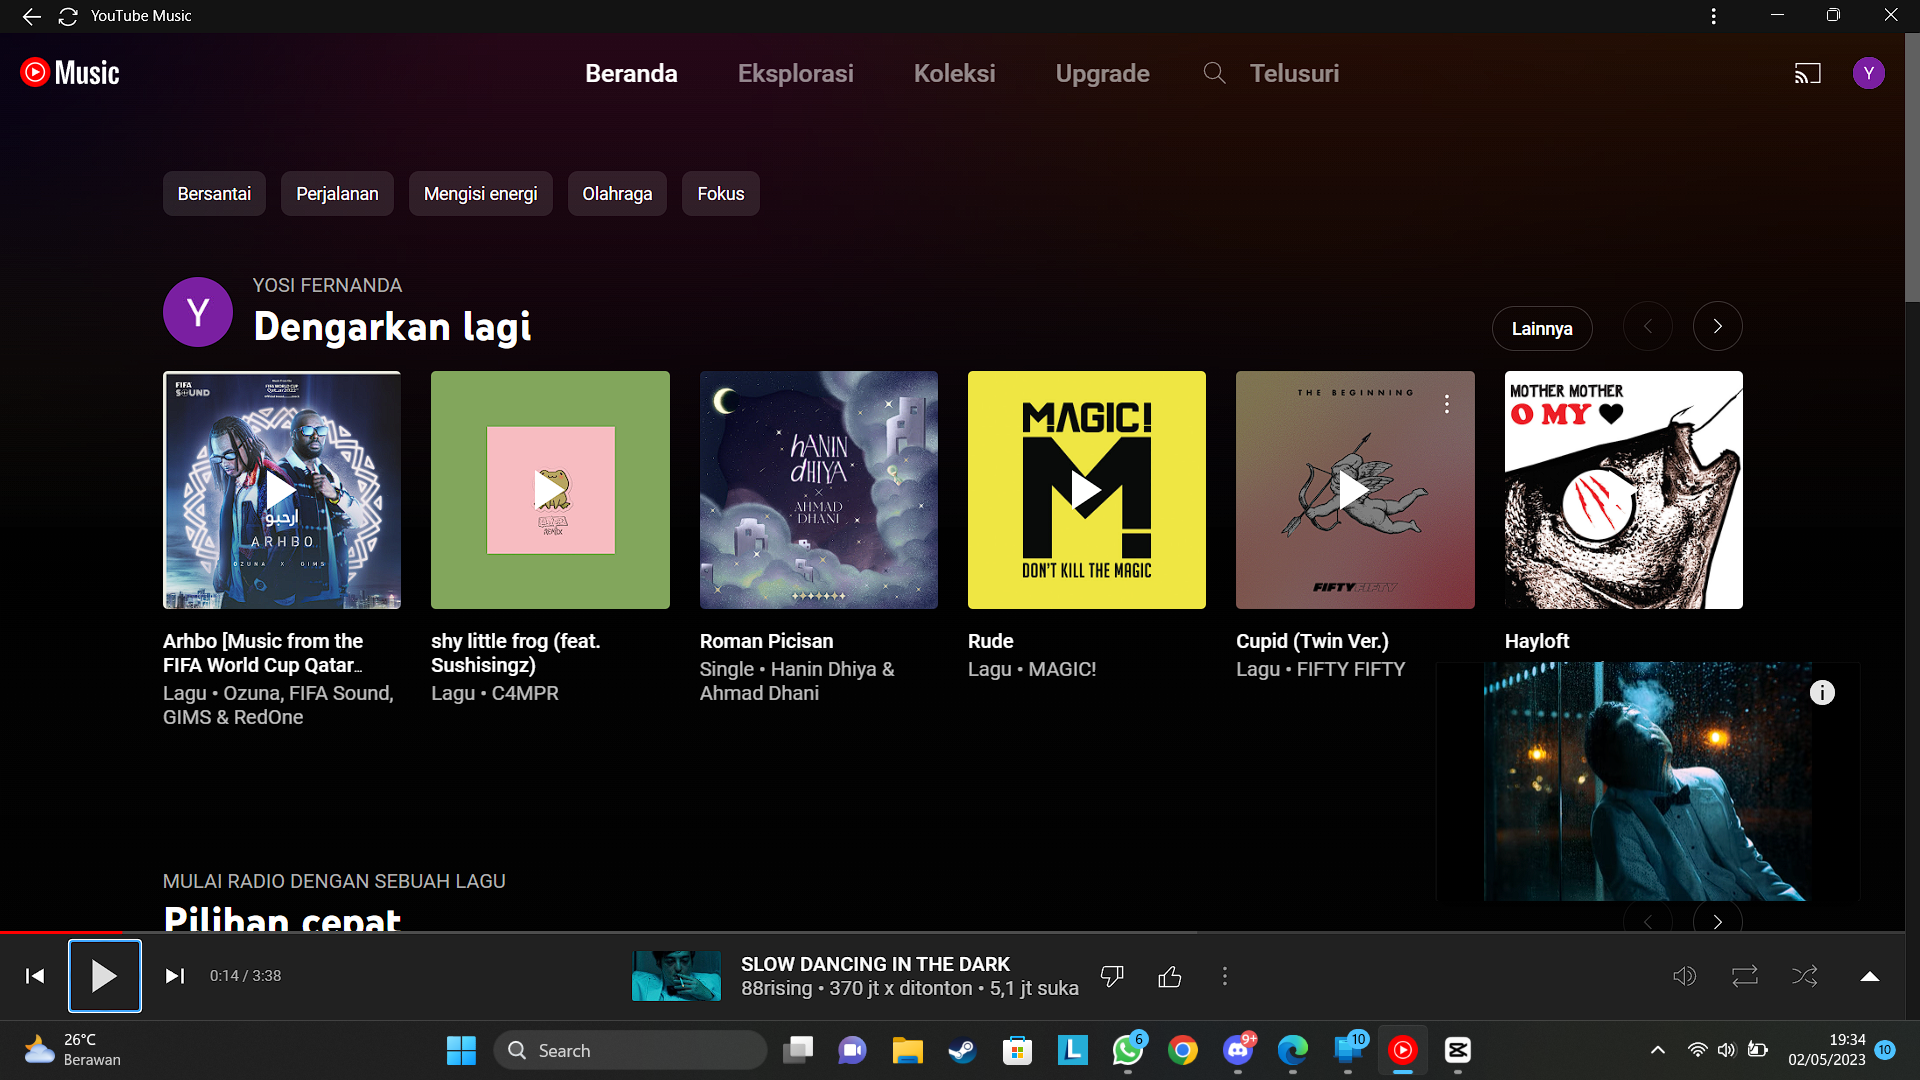 YouTube Music
Music
Beranda
Eksplorasi
Koleksi
Upgrade
Telusuri
Y
Bersantai
Perjalanan
Mengisi energi
Olahraga
Fokus
Y
YOSI FERNANDA
Dengarkan lagi
Lainnya
FIFA
SOUND
ارحبو
ARHBO
OZUNA X GIMS
REMIX
HANIN
DHIYA
X
AHMAD
DHANI
MAGIC!
M!
DON'T KILL THE MAGIC
THE BEGINNING
FIFTYFIFTY
MOTHER MOTHER
O MY
Arhbo [Music from the
FIFA World Cup Qatar...
Lagu • Ozuna, FIFA Sound,
GIMS & RedOne
shy little frog (feat.
Sushisingz)
Lagu • C4MPR
Roman Picisan
Single • Hanin Dhiya &
Ahmad Dhani
Rude
Lagu • MAGIC!
Cupid (Twin Ver.)
Lagu • FIFTY FIFTY
Hayloft
MULAI RADIO DENGAN SEBUAH LAGU
Pilihan cepat
0:14 / 3:38
SLOW DANCING IN THE DARK
88rising • 370 jt x ditonton • 5,1 jt suka
26°C
Berawan
Search
L
6
9+
10
19:34
02/05/2023
10